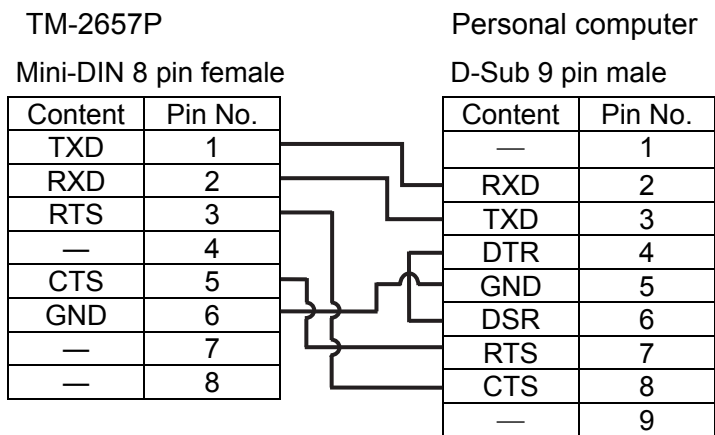 TM-2657P Personal computer
Mini-DIN 8 pin female D-Sub 9 pin male
Content Pin No. Content Pin No.
TXD 1 — 1
RXD 2 RXD 2
RTS 3 TXD 3
— 4 DTR 4
CTS 5 GND 5
GND 6 DSR 6
— 7 RTS 7
— 8 CTS 8
— 9